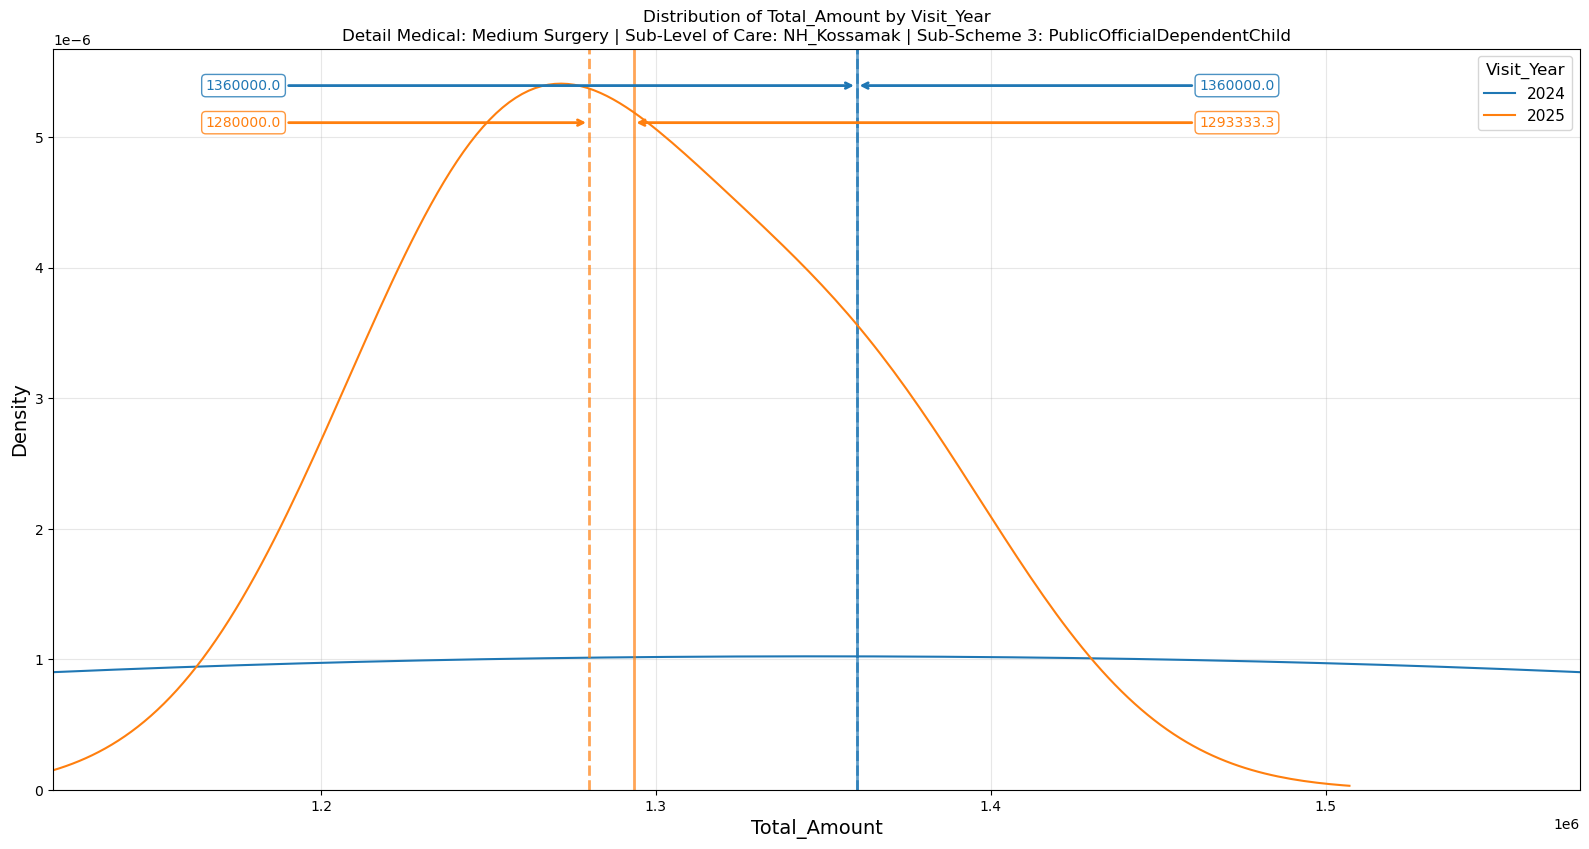 Distribution of Total_Amount by Visit_Year
Detail Medical: Medium Surgery | Sub-Level of Care: NH_Kossamak | Sub-Scheme 3: PublicOfficialDependentChild
1e−6
1360000.0
1360000.0
1280000.0
1293333.3
Visit_Year
2024
2025
5
4
3
2
1
0
Density
1.2
1.3
1.4
1.5
1e6
Total_Amount